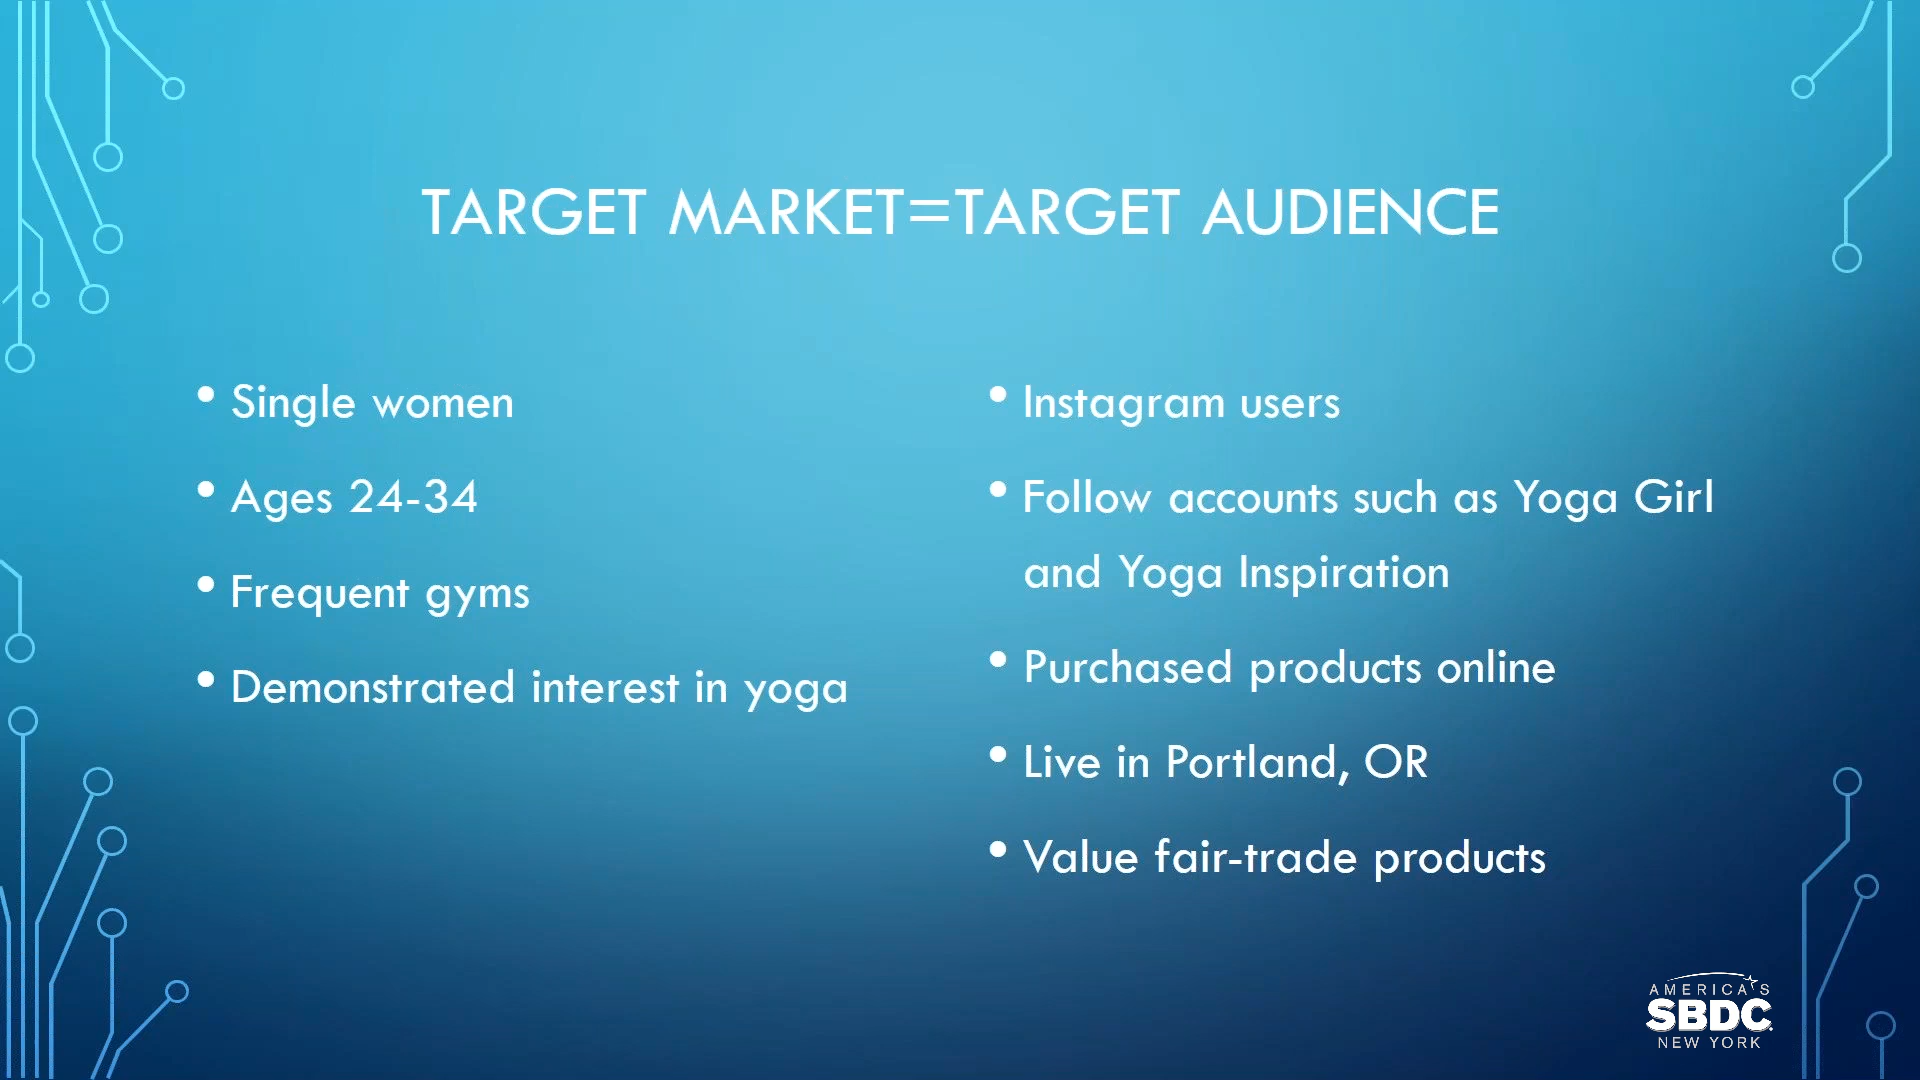 TARGET MARKET=TARGET AUDIENCE
• Single women
• Ages 24-34
• Frequent gyms
• Demonstrated interest in yoga
• Instagram users
• Follow accounts such as Yoga Girl
and Yoga Inspiration
• Purchased products online
• Live in Portland, OR
• Value fair-trade products
AMERICA'S
SBDC
NEW YORK